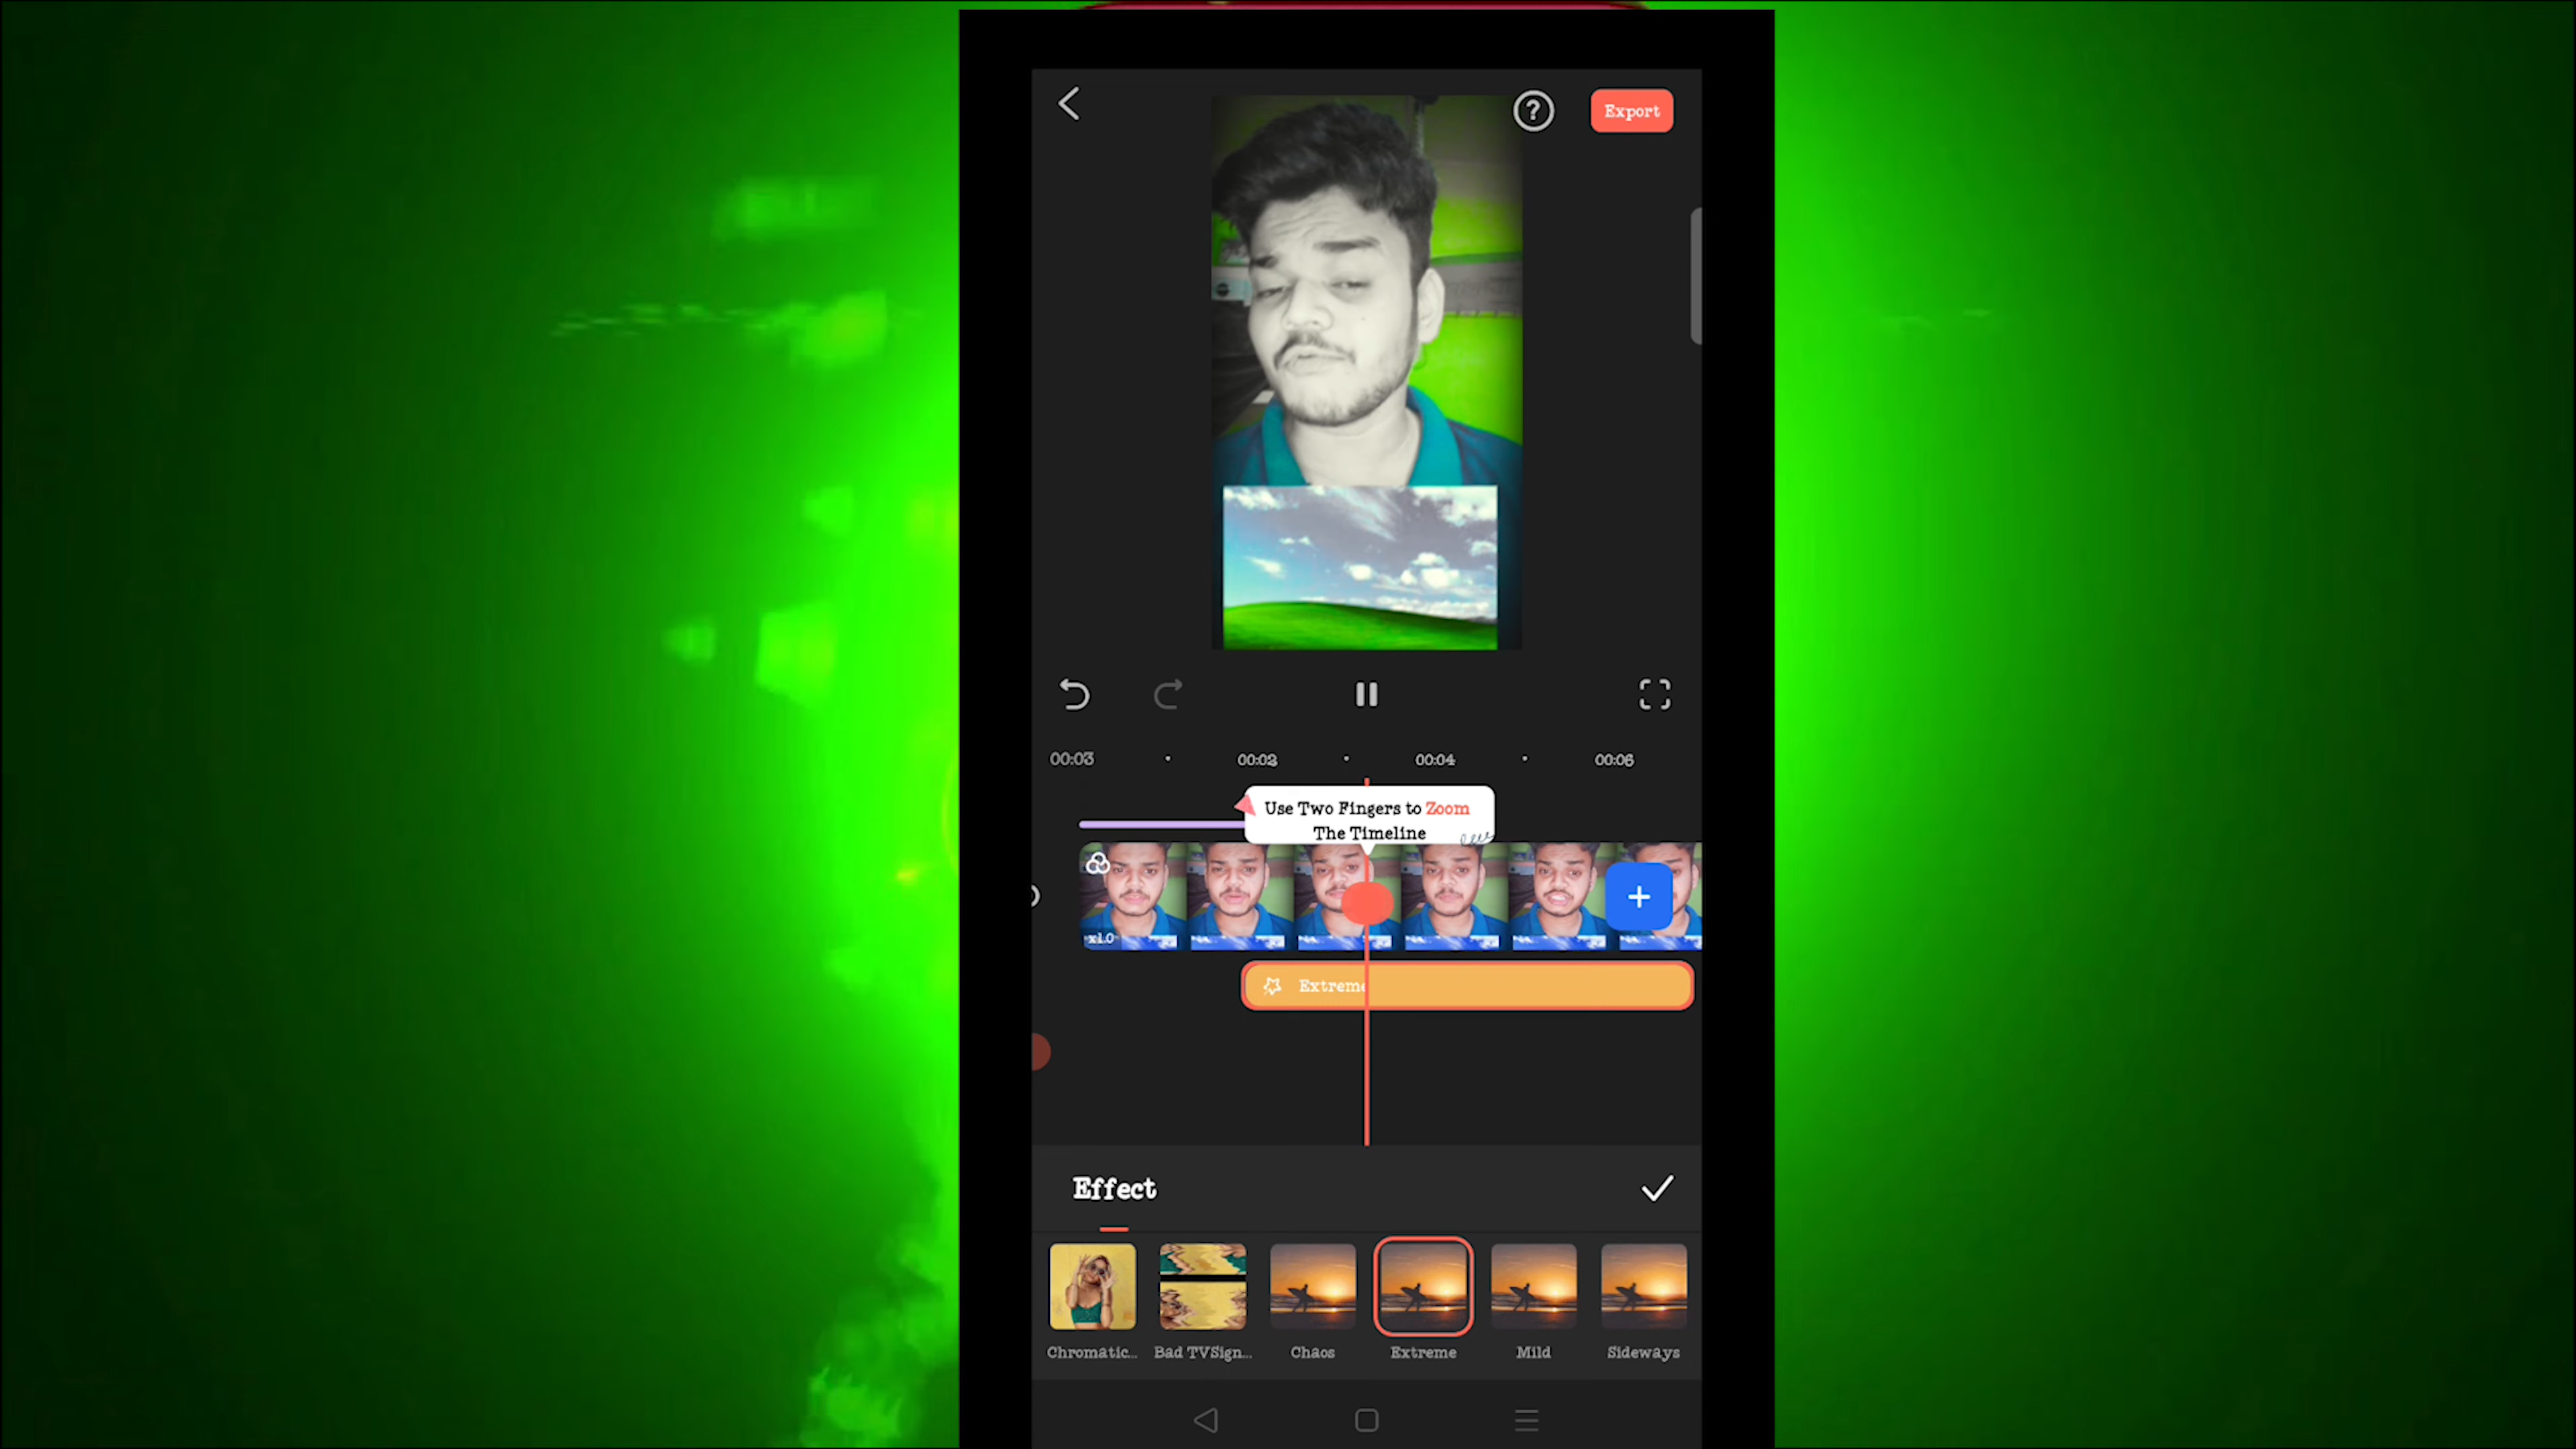 Export
00:03
00:02
00:04
00:06
Use Two Fingers to Zoom
The Timeline
x1.0
Extreme
Effect
Chromatic...
Bad TVSign...
Chaos
Extreme
Mild
Sideways